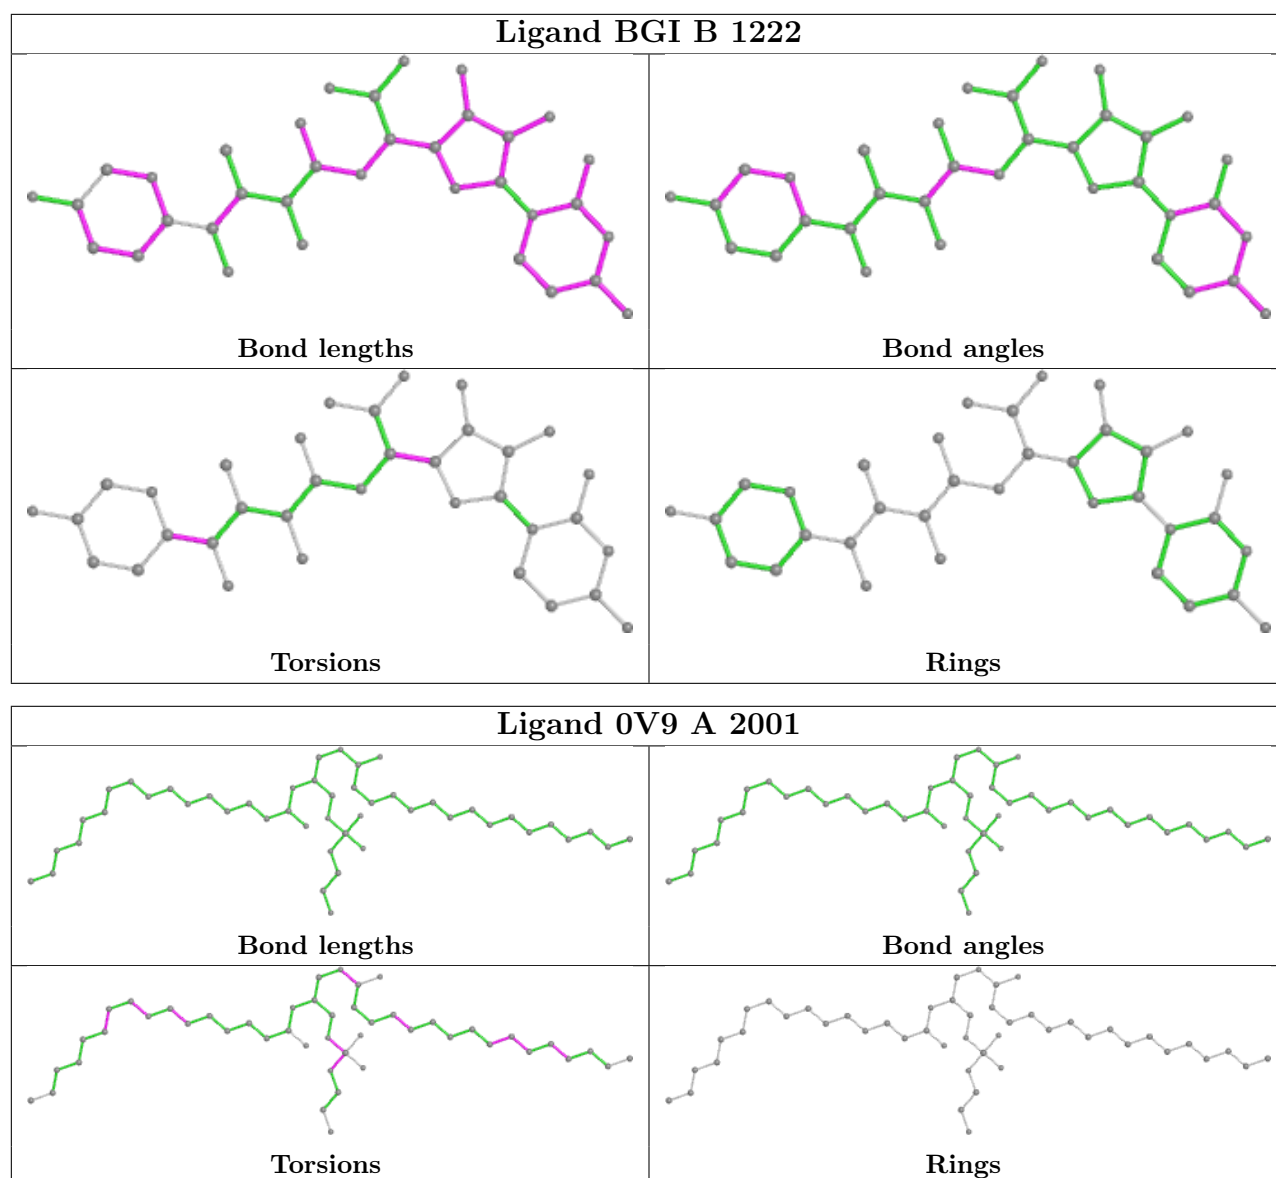 Ligand BGI B 1222
Bond lengths
Bond angles
Torsions
Rings
Ligand 0V9 A 2001
Bond lengths
Bond angles
Torsions
Rings